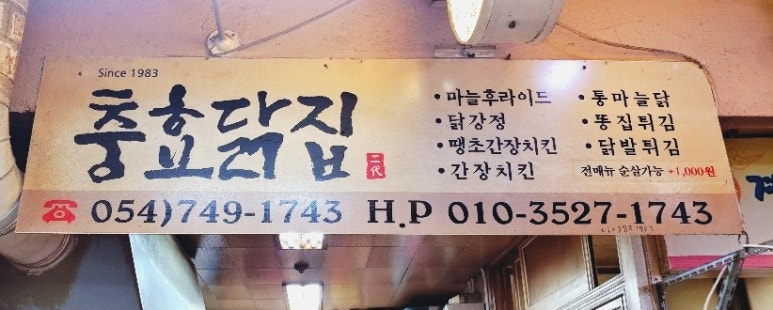 Since 1983
충효닭집
二代
· 마늘후라이드
· 닭강정
· 땡초간장치킨
· 간장치킨
· 통마늘닭
· 똥집튀김
· 닭발튀김
전메뉴 순살가능 +1,000원
☎ 054)749-1743 H.P 010-3527-1743